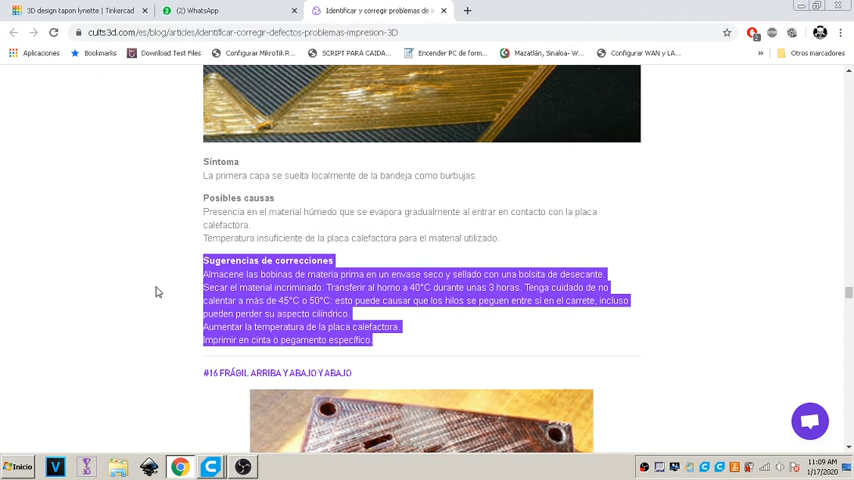 3D design tapon lynette | Tinkercad
(2) WhatsApp
Identificar y corregir problemas de i
cults3d.com/es/blog/articles/identificar-corregir-defectos-problemas-impresion-3D
Aplicaciones
Bookmarks
Download Test Files
Configurar MikroTik R...
SCRIPT PARA CAIDA...
Encender PC de form...
Mazatlán, Sinaloa- W...
Configurar WAN y LA...
»
Otros marcadores
Síntoma
La primera capa se suelta localmente de la bandeja como burbujas.
Posibles causas
Presencia en el material húmedo que se evapora gradualmente al entrar en contacto con la placa
calefactora.
Temperatura insuficiente de la placa calefactora para el material utilizado.
Sugerencias de correcciones
Almacene las bobinas de materia prima en un envase seco y sellado con una bolsita de desecante.
Secar el material incriminado: Transferir al horno a 40°C durante unas 3 horas. Tenga cuidado de no
calentar a más de 45°C o 50°C: esto puede causar que los hilos se peguen entre sí en el carrete, incluso
pueden perder su aspecto cilíndrico.
Aumentar la temperatura de la placa calefactora.
Imprimir en cinta o pegamento específico.
#16 FRÁGIL ARRIBA Y ABAJO Y ABAJO
Inicio
11:09 AM
1/17/2020